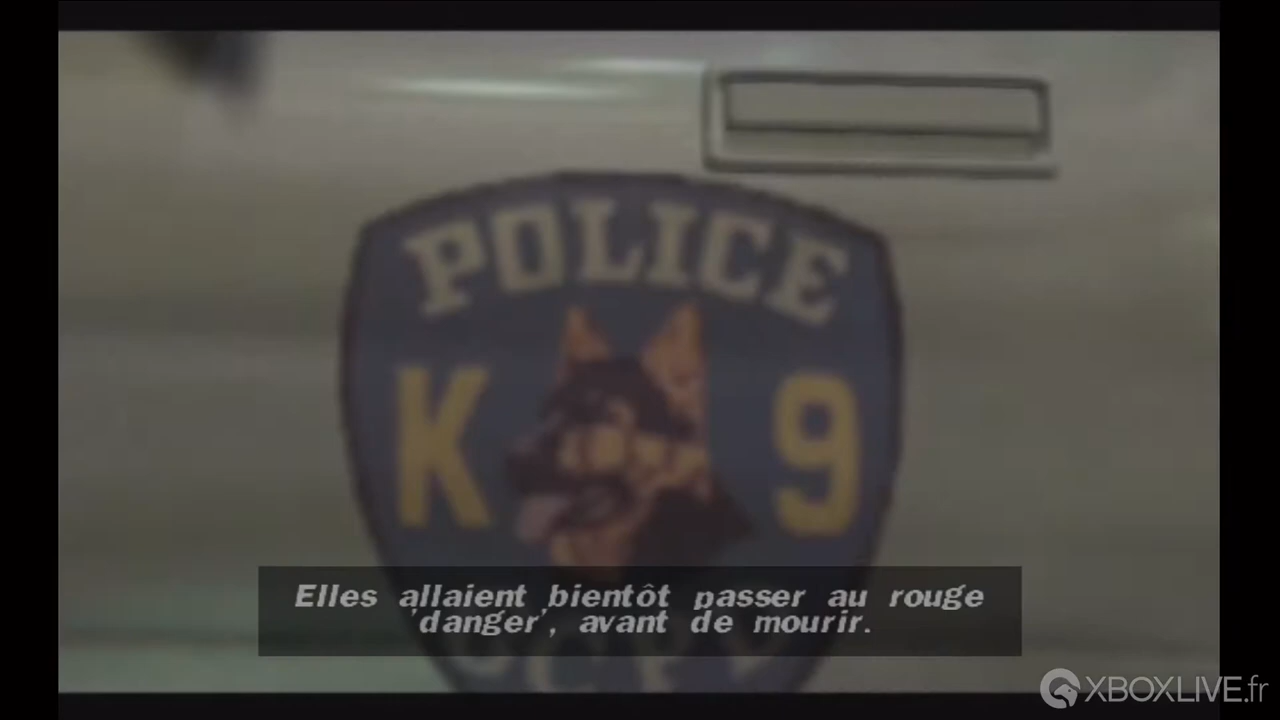 POLICE
K 9
Elles allaient bientôt passer au rouge
'danger', avant de mourir.
XBOXLIVE.fr